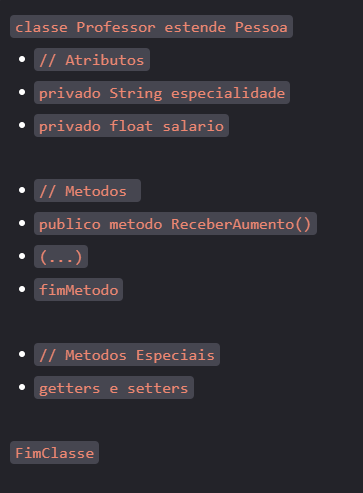 classe Professor estende Pessoa
// Atributos
privado String especialidade
privado float salario
// Metodos
publico metodo ReceberAumento()
(...)
fimMetodo
// Metodos Especiais
getters e setters
FimClasse